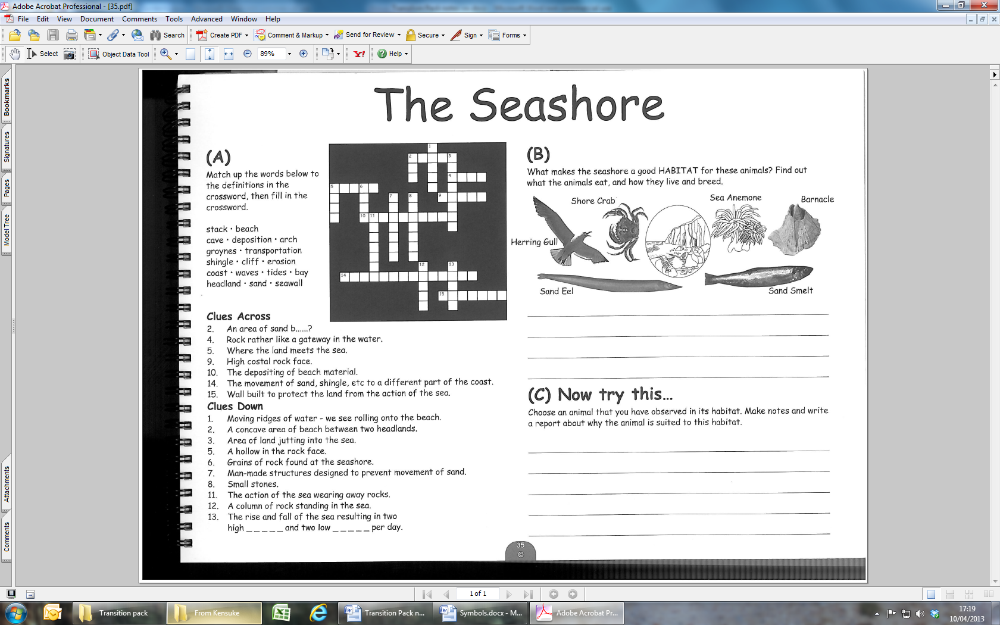 Adobe Acrobat Professional - [35.pdf]
File Edit View Document Comments Tools Advanced Window Help
Search Create PDF Comment & Markup Send for Review Secure Sign Forms
Select Object Data Tool 89% Y! Help
Bookmarks
Signatures
Pages
Model Tree
Attachments
Comments
The Seashore
(A)
Match up the words below to
the definitions in the
crossword, then fill in the
crossword.
stack • beach
cave • deposition • arch
groynes • transportation
shingle • cliff • erosion
coast • waves • tides • bay
headland • sand • seawall
1
2 3
4
5 6
7 8 9
10 11
12 13
14
15
Clues Across
2. An area of sand b......?
4. Rock rather like a gateway in the water.
5. Where the land meets the sea.
9. High costal rock face.
10. The depositing of beach material.
14. The movement of sand, shingle, etc to a different part of the coast.
15. Wall built to protect the land from the action of the sea.
Clues Down
1. Moving ridges of water - we see rolling onto the beach.
2. A concave area of beach between two headlands.
3. Area of land jutting into the sea.
5. A hollow in the rock face.
6. Grains of rock found at the seashore.
7. Man-made structures designed to prevent movement of sand.
8. Small stones.
11. The action of the sea wearing away rocks.
12. A column of rock standing in the sea.
13. The rise and fall of the sea resulting in two
high _ _ _ _ _ and two low _ _ _ _ _ per day.
(B)
What makes the seashore a good HABITAT for these animals? Find out
what the animals eat, and how they live and breed.
Shore Crab
Sea Anemone
Barnacle
Herring Gull
Sand Eel
Sand Smelt
(C) Now try this...
Choose an animal that you have observed in its habitat. Make notes and write
a report about why the animal is suited to this habitat.
35
©
1 of 1
Transition pack
From Kensuke
Transition Pack n...
Symbols.docx - M...
Adobe Acrobat Pr...
17:19
10/04/2013